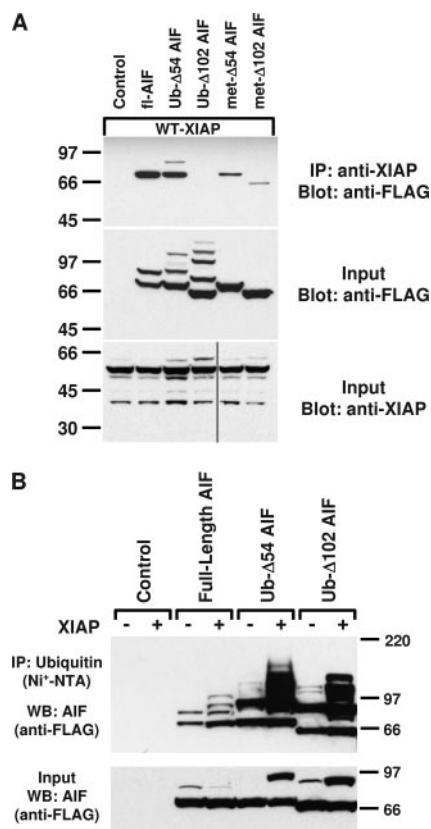 A
Control
fl-AIF
Ub-Δ54 AIF
Ub-Δ102 AIF
met-Δ54 AIF
met-Δ102 AIF
WT-XIAP
97
66
45
IP: anti-XIAP
Blot: anti-FLAG
97
66
45
Input
Blot: anti-FLAG
66
45
30
Input
Blot: anti-XIAP
B
Control
Full-Length AIF
Ub-Δ54 AIF
Ub-Δ102 AIF
XIAP - + - + - + - +
IP: Ubiquitin
(Ni⁺-NTA)
WB: AIF
(anti-FLAG)
220
97
66
Input
WB: AIF
(anti-FLAG)
97
66